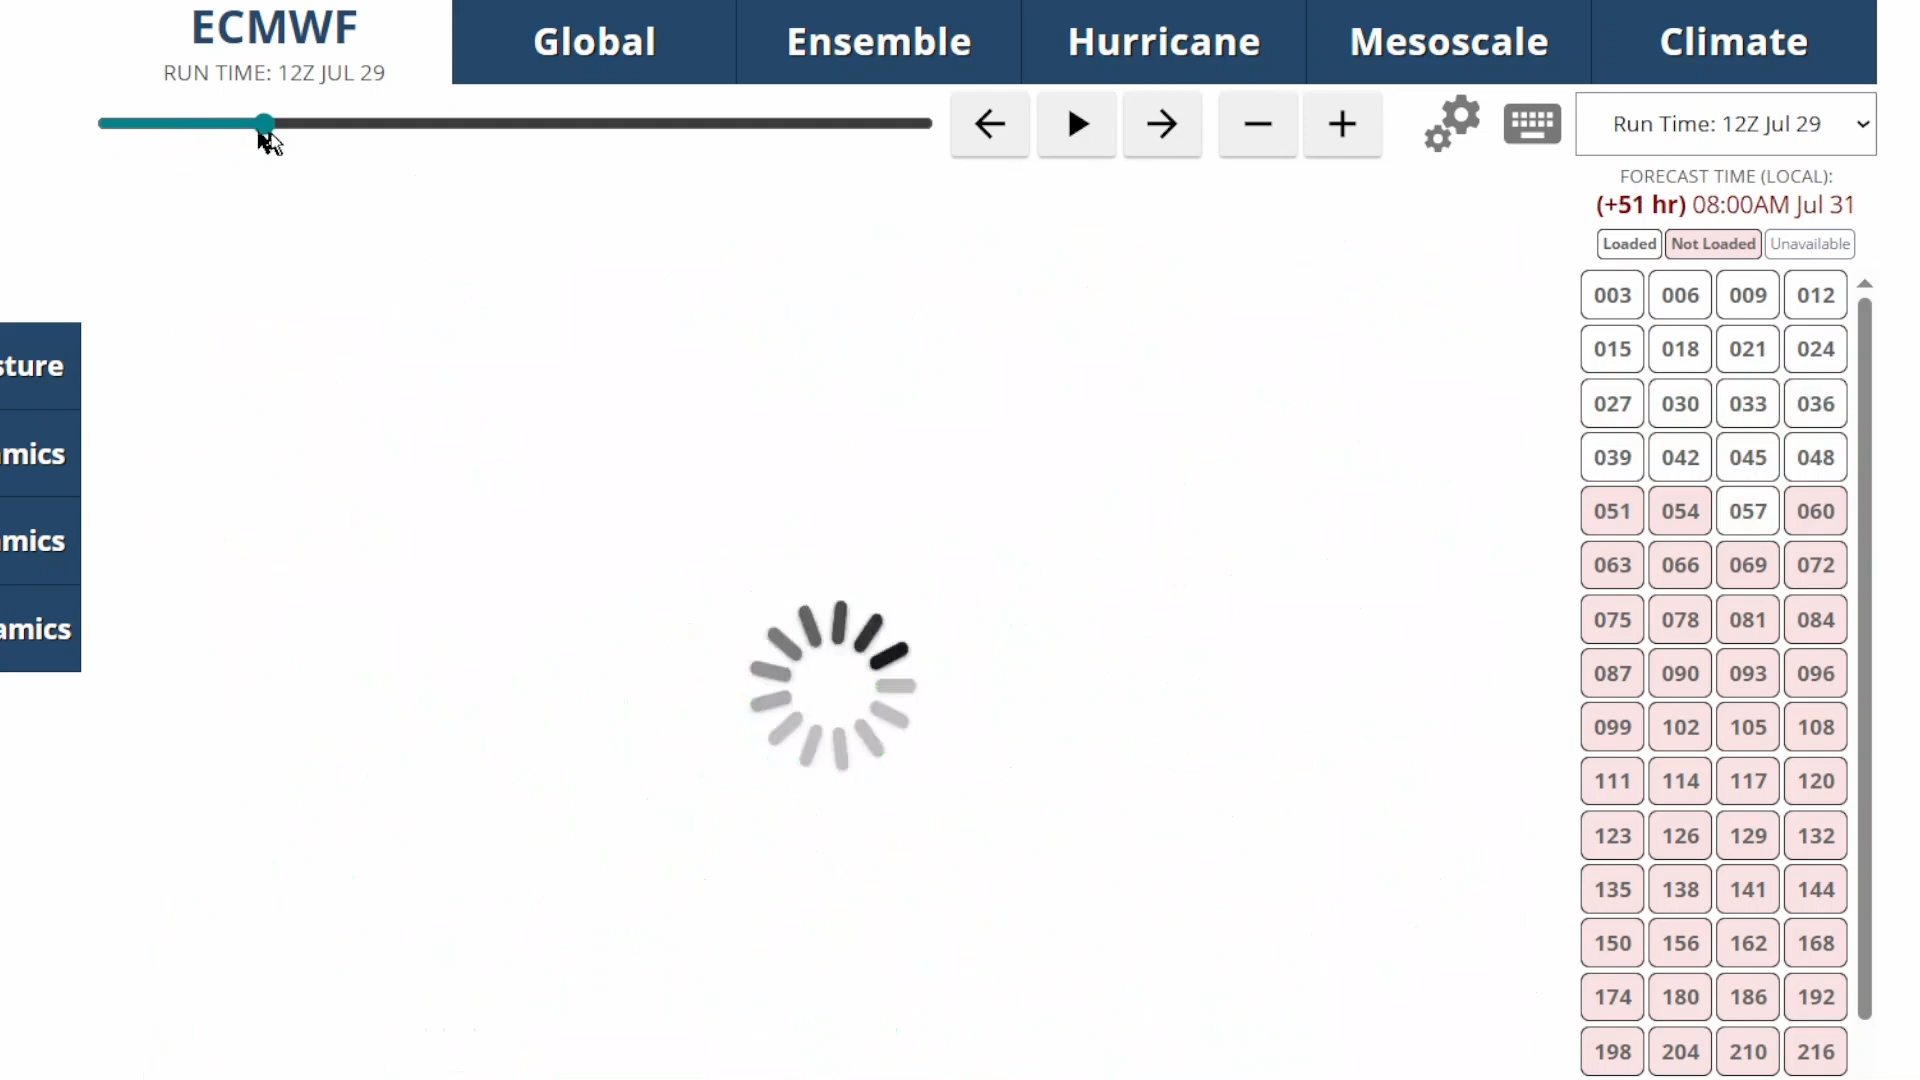 ECMWF
RUN TIME: 12Z JUL 29
Global
Ensemble
Hurricane
Mesoscale
Climate
Run Time: 12Z Jul 29
FORECAST TIME (LOCAL):
(+51 hr) 08:00AM Jul 31
Loaded Not Loaded Unavailable
003 006 009 012
015 018 021 024
027 030 033 036
039 042 045 048
051 054 057 060
063 066 069 072
075 078 081 084
087 090 093 096
099 102 105 108
111 114 117 120
123 126 129 132
135 138 141 144
150 156 162 168
174 180 186 192
198 204 210 216
sture
mics
mics
amics